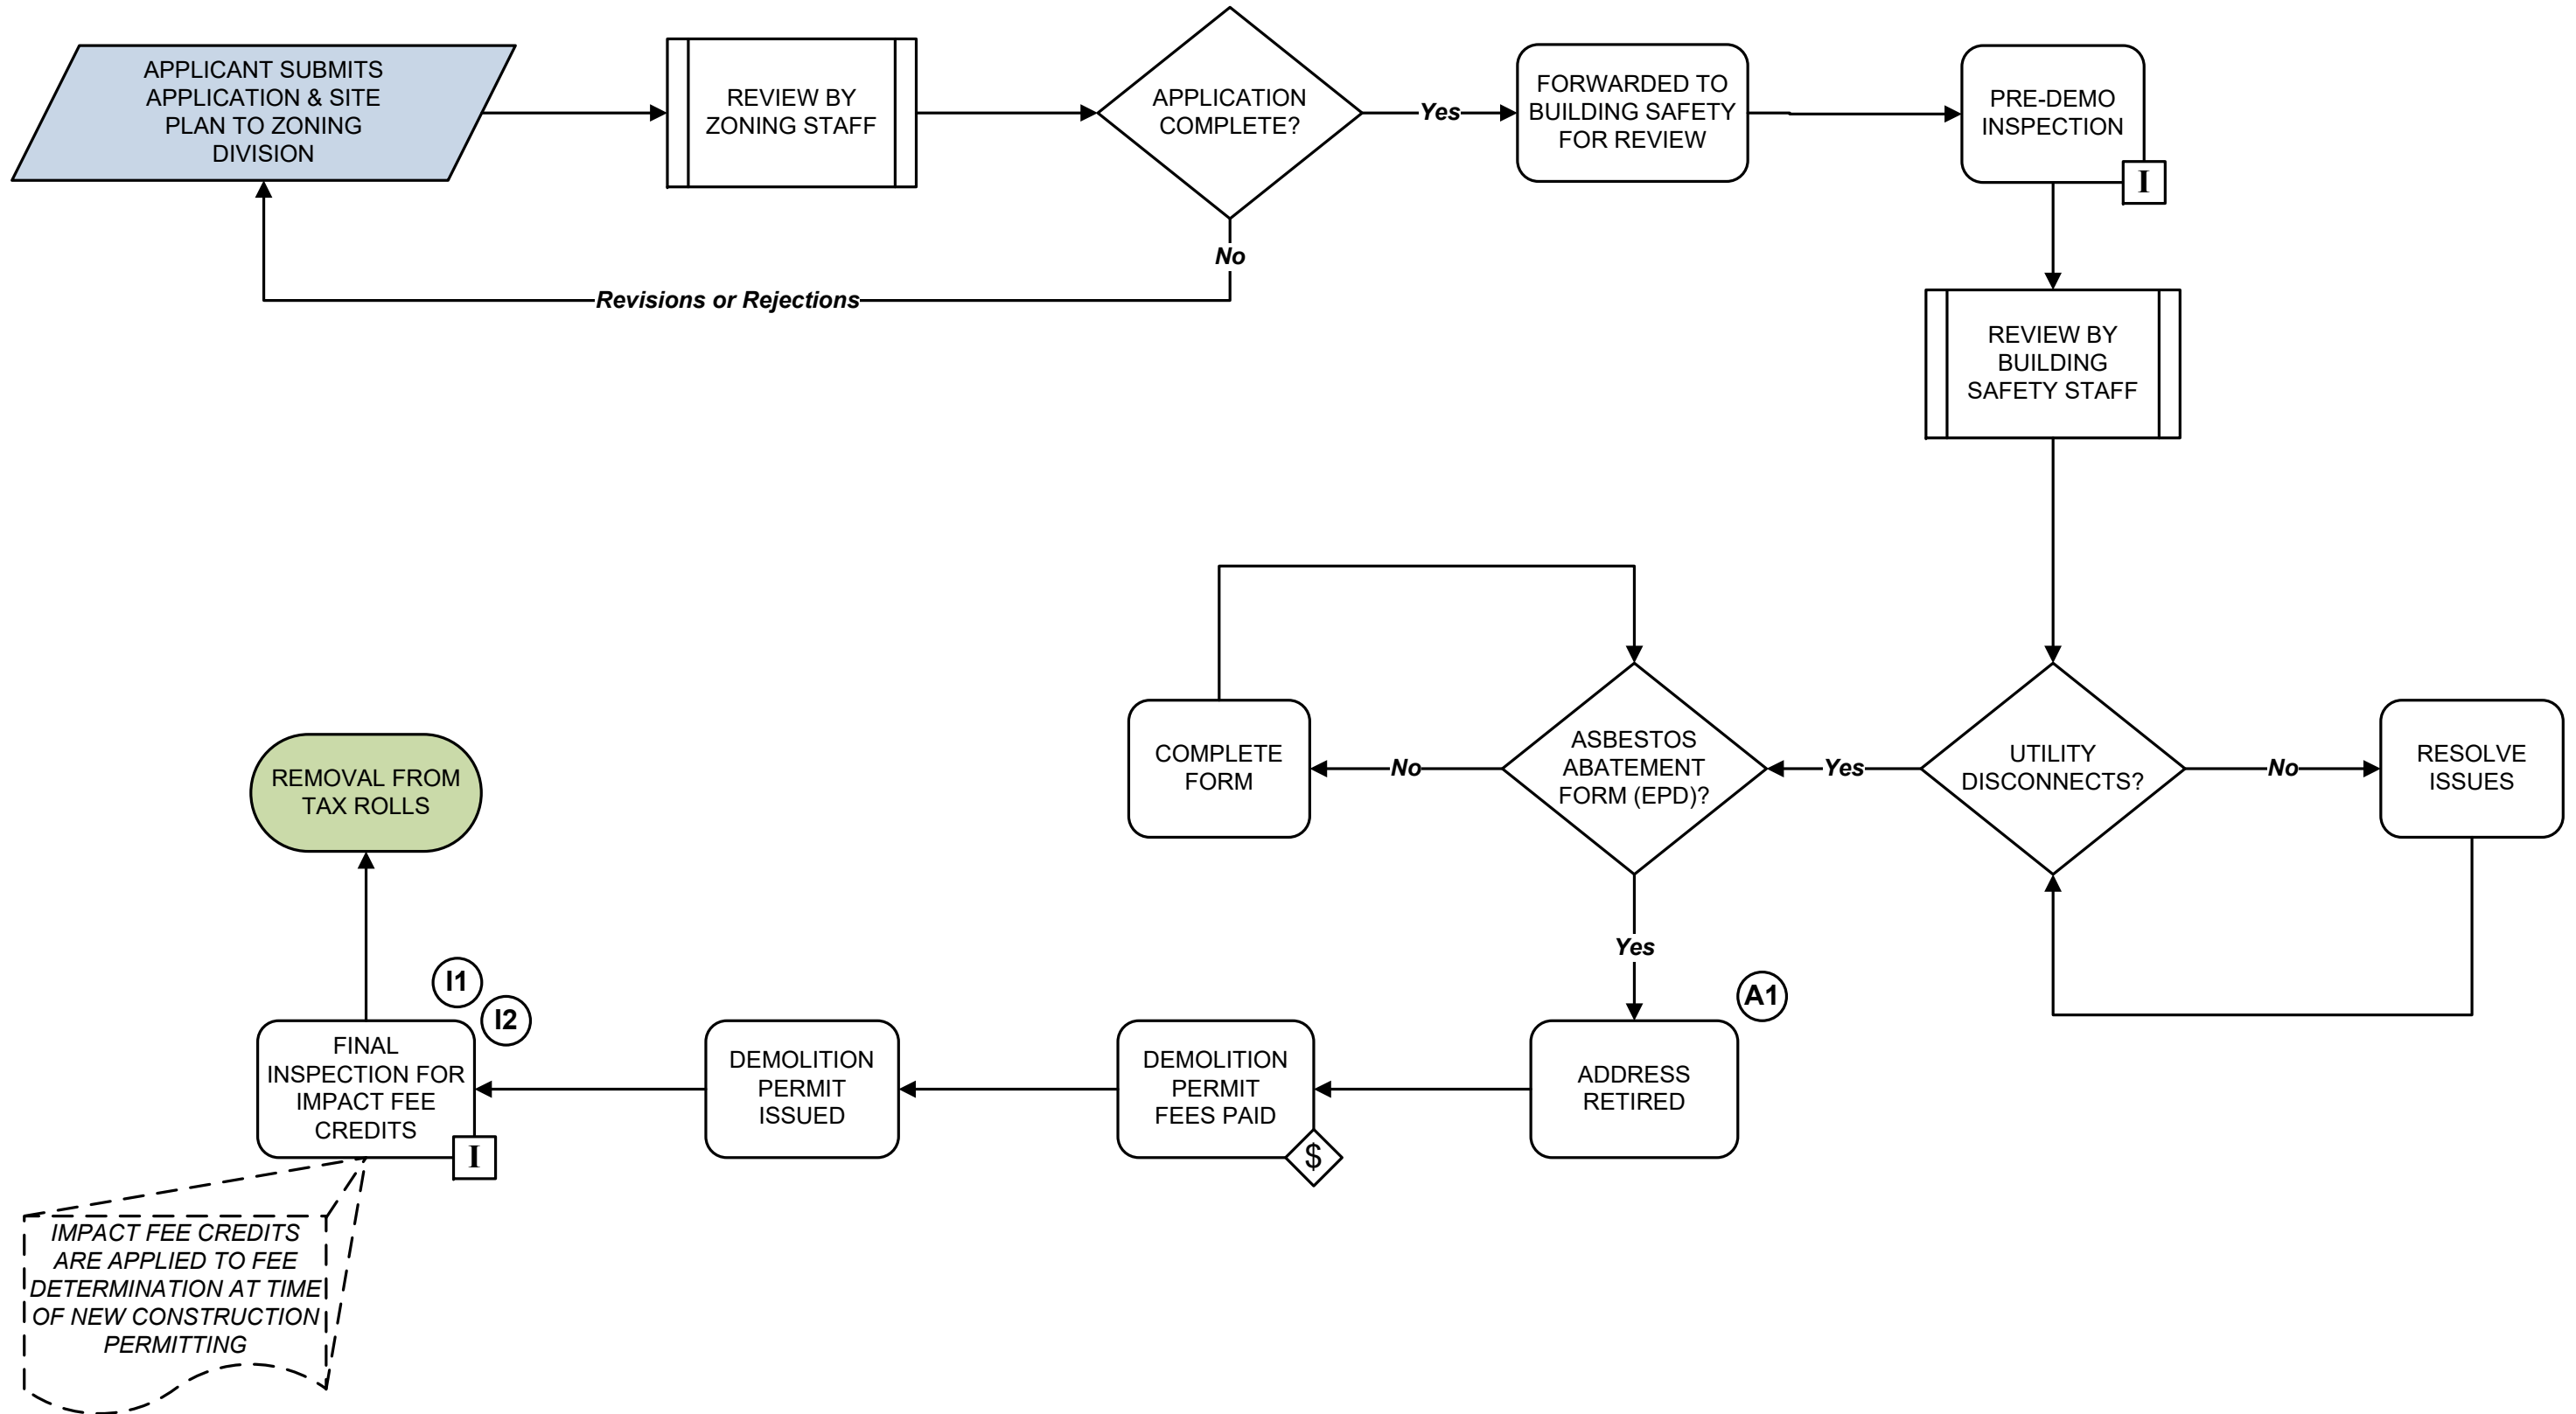 APPLICANT SUBMITS
APPLICATION & SITE
PLAN TO ZONING
DIVISION
REVIEW BY
ZONING STAFF
APPLICATION
COMPLETE?
Yes
FORWARDED TO
BUILDING SAFETY
FOR REVIEW
PRE-DEMO
INSPECTION
I
No
Revisions or Rejections
REVIEW BY
BUILDING
SAFETY STAFF
UTILITY
DISCONNECTS?
No
RESOLVE
ISSUES
Yes
ASBESTOS
ABATEMENT
FORM (EPD)?
No
COMPLETE
FORM
Yes
A1
ADDRESS
RETIRED
DEMOLITION
PERMIT
FEES PAID
$
DEMOLITION
PERMIT
ISSUED
I1
I2
FINAL
INSPECTION FOR
IMPACT FEE
CREDITS
I
REMOVAL FROM
TAX ROLLS
IMPACT FEE CREDITS
ARE APPLIED TO FEE
DETERMINATION AT TIME
OF NEW CONSTRUCTION
PERMITTING